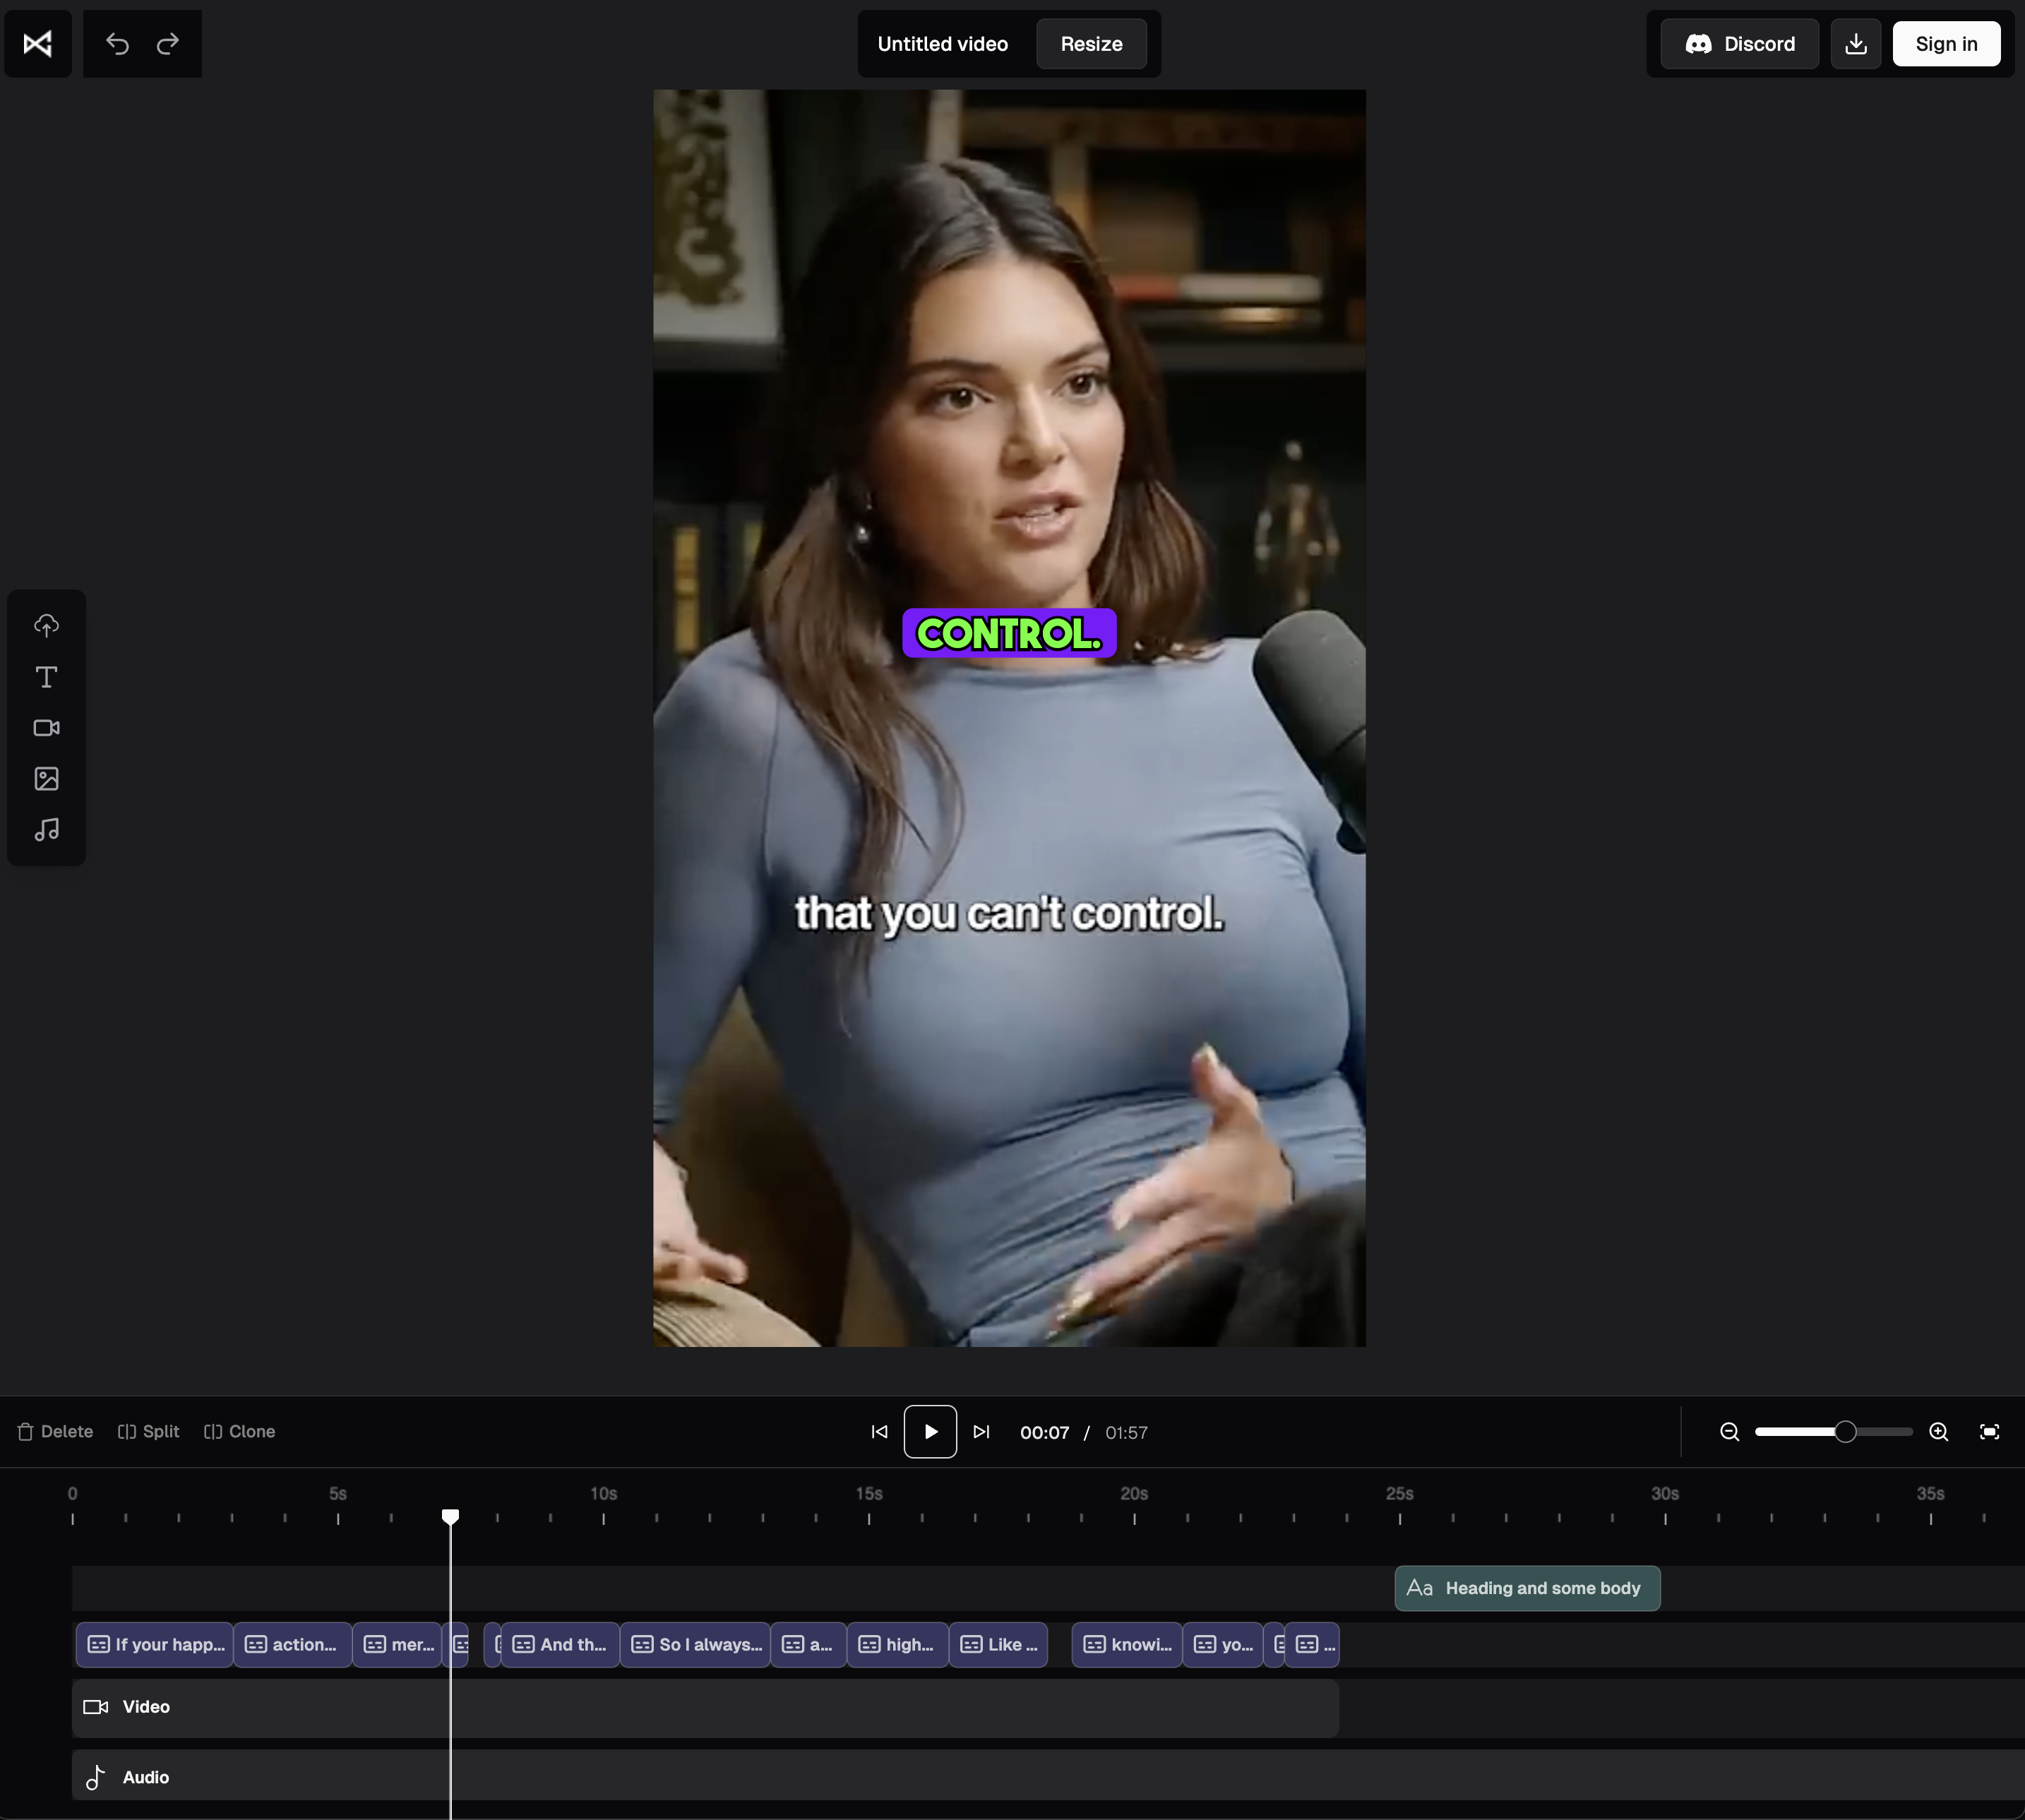 Untitled video
Resize
Discord
Sign in
CONTROL.
that you can't control.
Delete
Split
Clone
00:07 / 01:57
0
5s
10s
15s
20s
25s
30s
35s
Aa Heading and some body
If your happ...
action...
mer...
And th...
So I always...
a...
high...
Like ...
knowi...
yo...
...
Video
Audio